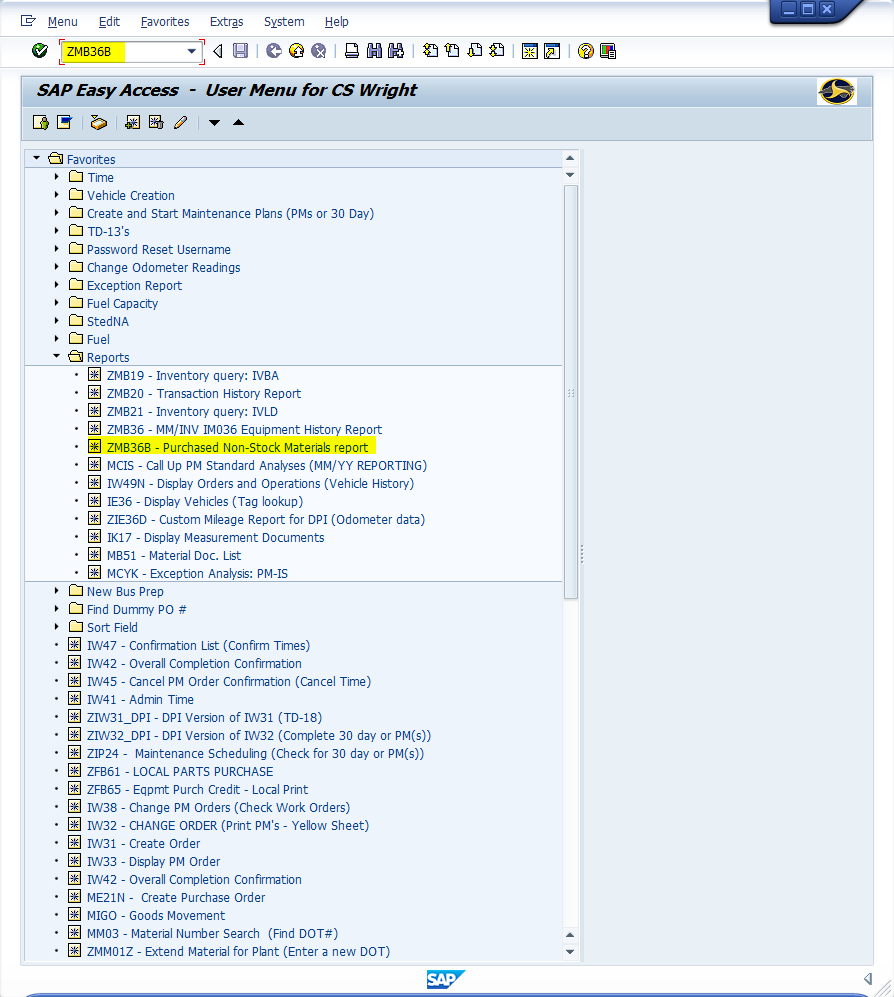 Menu Edit Favorites Extras System Help
ZMB36B
SAP Easy Access - User Menu for CS Wright
Favorites
Time
Vehicle Creation
Create and Start Maintenance Plans (PMs or 30 Day)
TD-13's
Password Reset Username
Change Odometer Readings
Exception Report
Fuel Capacity
StedNA
Fuel
Reports
ZMB19 - Inventory query: IVBA
ZMB20 - Transaction History Report
ZMB21 - Inventory query: IVLD
ZMB36 - MM/INV IM036 Equipment History Report
ZMB36B - Purchased Non-Stock Materials report
MCIS - Call Up PM Standard Analyses (MM/YY REPORTING)
IW49N - Display Orders and Operations (Vehicle History)
IE36 - Display Vehicles (Tag lookup)
ZIE36D - Custom Mileage Report for DPI (Odometer data)
IK17 - Display Measurement Documents
MB51 - Material Doc. List
MCYK - Exception Analysis: PM-IS
New Bus Prep
Find Dummy PO #
Sort Field
IW47 - Confirmation List (Confirm Times)
IW42 - Overall Completion Confirmation
IW45 - Cancel PM Order Confirmation (Cancel Time)
IW41 - Admin Time
ZIW31_DPI - DPI Version of IW31 (TD-18)
ZIW32_DPI - DPI Version of IW32 (Complete 30 day or PM(s))
ZIP24 - Maintenance Scheduling (Check for 30 day or PM(s))
ZFB61 - LOCAL PARTS PURCHASE
ZFB65 - Eqpmt Purch Credit - Local Print
IW38 - Change PM Orders (Check Work Orders)
IW32 - CHANGE ORDER (Print PM's - Yellow Sheet)
IW31 - Create Order
IW33 - Display PM Order
IW42 - Overall Completion Confirmation
ME21N - Create Purchase Order
MIGO - Goods Movement
MM03 - Material Number Search (Find DOT#)
ZMM01Z - Extend Material for Plant (Enter a new DOT)
SAP